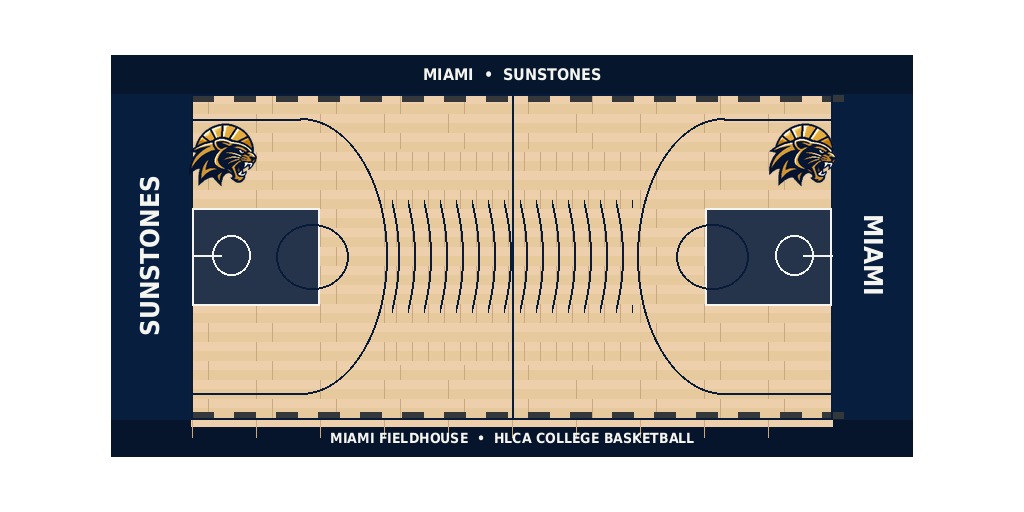 MIAMI • SUNSTONES
SUNSTONES
MIAMI
MIAMI FIELDHOUSE • HLCA COLLEGE BASKETBALL